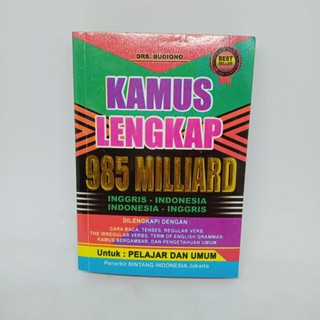 DRS. BUDIONO
BEST
SELLER
KAMUS
LENGKAP
985 MILLIARD
INGGRIS - INDONESIA
INDONESIA - INGGRIS
DILENGKAPI DENGAN :
CARA BACA, TENSES, REGULAR VERB,
THE IRREGULAR VERBS, TERM OF ENGLISH GRAMMAR,
KAMUS BERGAMBAR, DAN PENGETAHUAN UMUM
Untuk : PELAJAR DAN UMUM
Penerbit BINTANG INDONESIA Jakarta